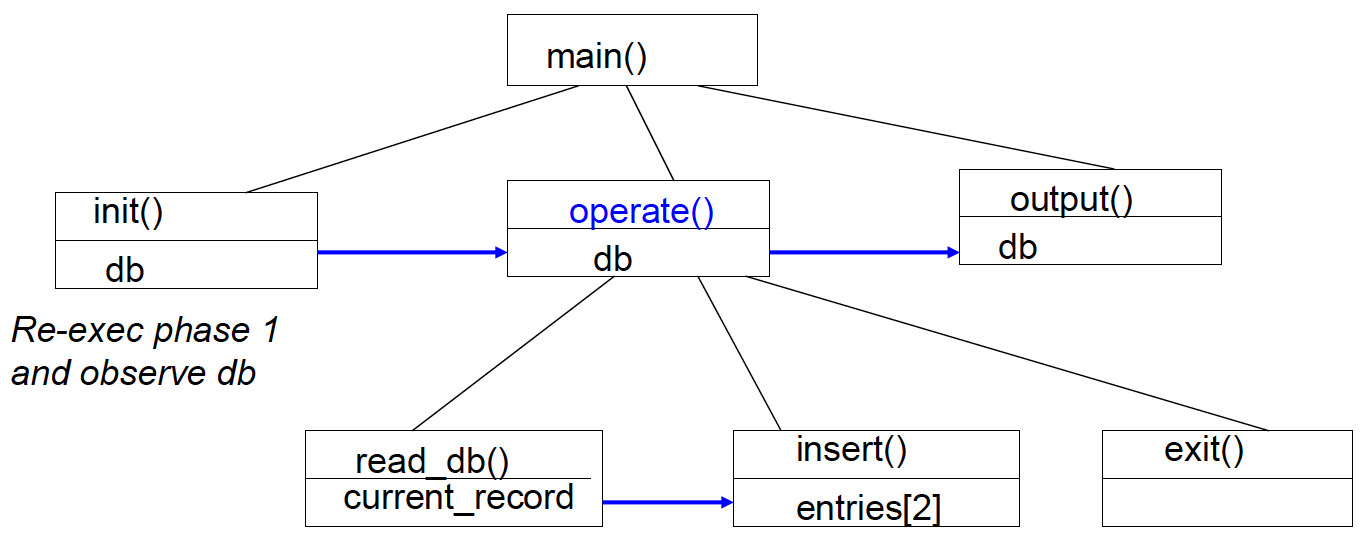 main()
init()
operate()
output()
db
db
db
Re-exec phase 1
and observe db
read_db()
insert()
exit()
current_record
entries[2]